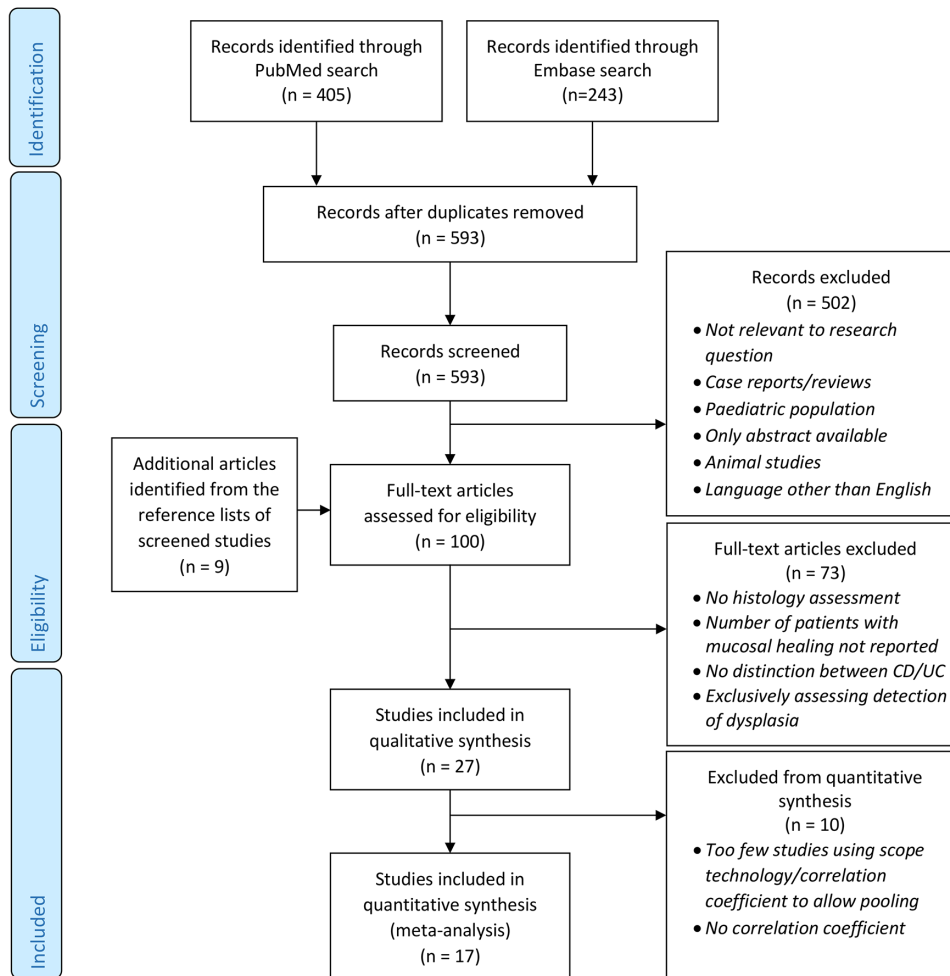 Identification
Records identified through
PubMed search
(n = 405)
Records identified through
Embase search
(n=243)
Screening
Records after duplicates removed
(n = 593)
Records screened
(n = 593)
Records excluded
(n = 502)
• Not relevant to research
question
• Case reports/reviews
• Paediatric population
• Only abstract available
• Animal studies
• Language other than English
Eligibility
Additional articles
identified from the
reference lists of
screened studies
(n = 9)
Full-text articles
assessed for eligibility
(n = 100)
Full-text articles excluded
(n = 73)
• No histology assessment
• Number of patients with
mucosal healing not reported
• No distinction between CD/UC
• Exclusively assessing detection
of dysplasia
Included
Studies included in
qualitative synthesis
(n = 27)
Excluded from quantitative
synthesis
(n = 10)
• Too few studies using scope
technology/correlation
coefficient to allow pooling
• No correlation coefficient
Studies included in
quantitative synthesis
(meta-analysis)
(n = 17)